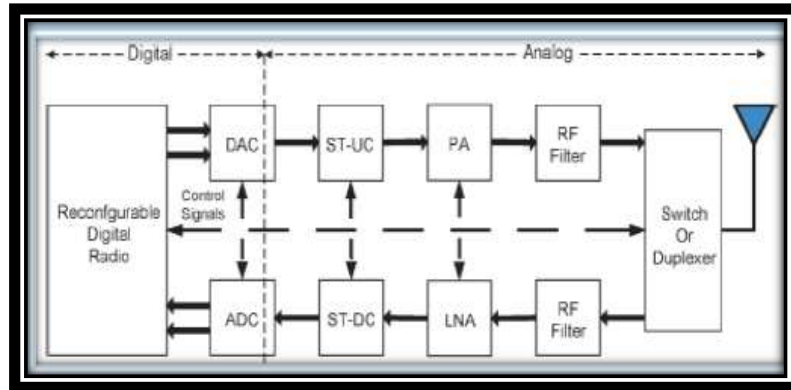 Digital
Analog
DAC
ST-UC
PA
RF
Filter
Control
Signals
Reconfgurable
Digital
Radio
Switch
Or
Duplexer
ADC
ST-DC
LNA
RF
Filter